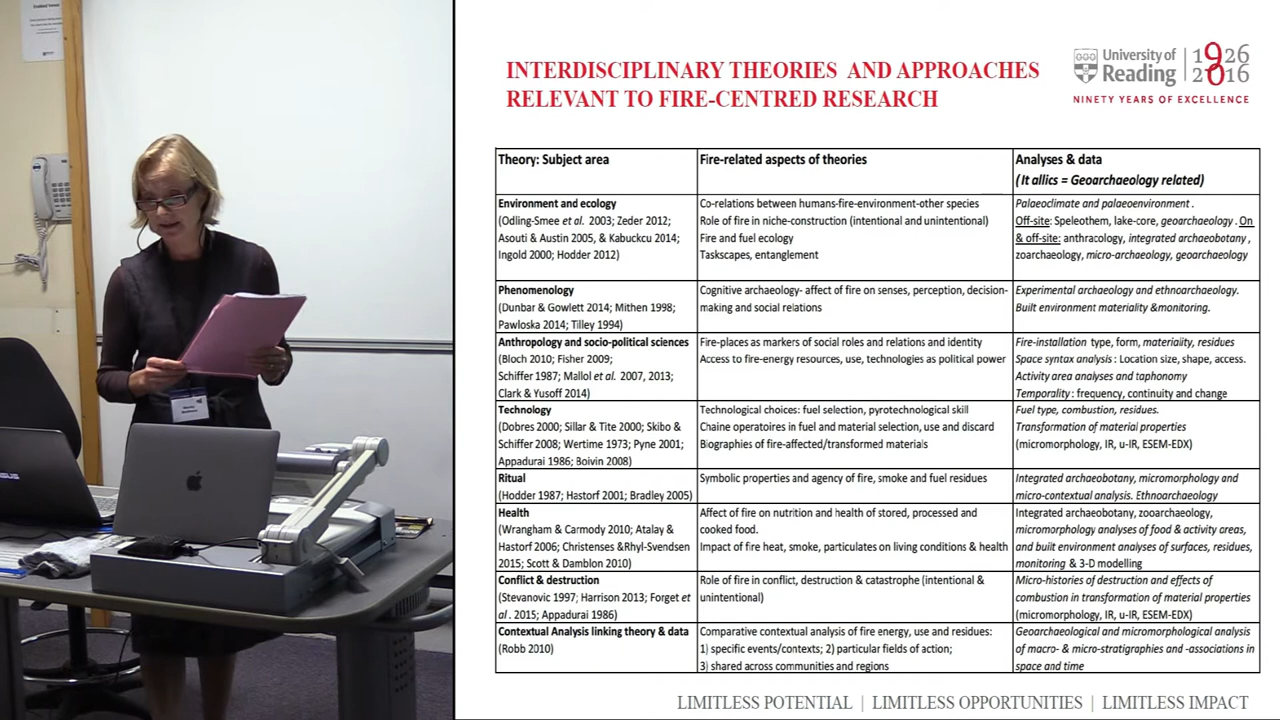 INTERDISCIPLINARY THEORIES AND APPROACHES
RELEVANT TO FIRE-CENTRED RESEARCH
University of
Reading
1926
2016
NINETY YEARS OF EXCELLENCE
Theory: Subject area
Fire-related aspects of theories
Analyses & data
(It allics = Geoarchaeology related)
Environment and ecology
(Odling-Smee et al. 2003; Zeder 2012;
Asouti & Austin 2005, & Kabuckcu 2014;
Ingold 2000; Hodder 2012)
Co-relations between humans-fire-environment-other species
Role of fire in niche-construction (intentional and unintentional)
Fire and fuel ecology
Taskscapes, entanglement
Palaeoclimate and palaeoenvironment .
Off-site: Speleothem, lake-core, geoarchaeology . On
& off-site: anthracology, integrated archaeobotany ,
zoarchaeology, micro-archaeology, geoarchaeology
Phenomenology
(Dunbar & Gowlett 2014; Mithen 1998;
Pawloska 2014; Tilley 1994)
Cognitive archaeology- affect of fire on senses, perception, decision-
making and social relations
Experimental archaeology and ethnoarchaeology.
Built environment materiality &monitoring.
Anthropology and socio-political sciences
(Bloch 2010; Fisher 2009;
Schiffer 1987; Mallol et al. 2007, 2013;
Clark & Yusoff 2014)
Fire-places as markers of social roles and relations and identity
Access to fire-energy resources, use, technologies as political power
Fire-installation type, form, materiality, residues
Space syntax analysis : Location size, shape, access.
Activity area analyses and taphonomy
Temporality : frequency, continuity and change
Technology
(Dobres 2000; Sillar & Tite 2000; Skibo &
Schiffer 2008; Wertime 1973; Pyne 2001;
Appadurai 1986; Boivin 2008)
Technological choices: fuel selection, pyrotechnological skill
Chaine operatoires in fuel and material selection, use and discard
Biographies of fire-affected/transformed materials
Fuel type, combustion, residues.
Transformation of material properties
(micromorphology, IR, u-IR, ESEM-EDX)
Ritual
(Hodder 1987; Hastorf 2001; Bradley 2005)
Symbolic properties and agency of fire, smoke and fuel residues
Integrated archaeobotany, micromorphology and
micro-contextual analysis. Ethnoarchaeology
Health
(Wrangham & Carmody 2010; Atalay &
Hastorf 2006; Christenses &Rhyl-Svendsen
2015; Scott & Damblon 2010)
Affect of fire on nutrition and health of stored, processed and
cooked food.
Impact of fire heat, smoke, particulates on living conditions & health
Integrated archaeobotany, zooarchaeology,
micromorphology analyses of food & activity areas,
and built environment analyses of surfaces, residues,
monitoring & 3-D modelling
Conflict & destruction
(Stevanovic 1997; Harrison 2013; Forget et
al . 2015; Appadurai 1986)
Role of fire in conflict, destruction & catastrophe (intentional &
unintentional)
Micro-histories of destruction and effects of
combustion in transformation of material properties
(micromorphology, IR, u-IR, ESEM-EDX)
Contextual Analysis linking theory & data
(Robb 2010)
Comparative contextual analysis of fire energy, use and residues:
1) specific events/contexts; 2) particular fields of action;
3) shared across communities and regions
Geoarchaeological and micromorphological analysis
of macro- & micro-stratigraphies and -associations in
space and time
LIMITLESS POTENTIAL | LIMITLESS OPPORTUNITIES | LIMITLESS IMPACT